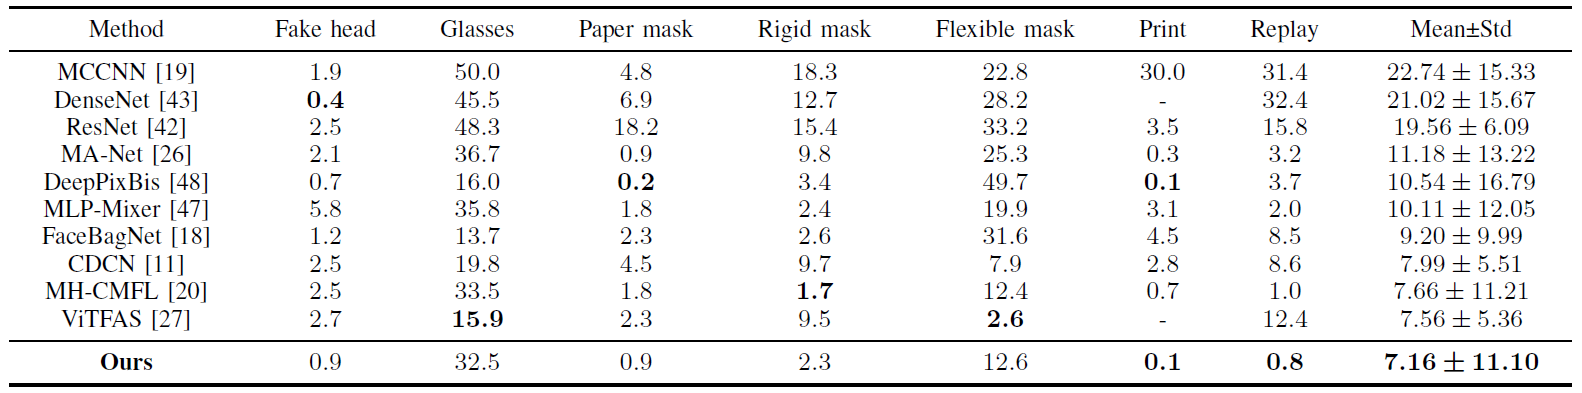 Method Fake head Glasses Paper mask Rigid mask Flexible mask Print Replay Mean±Std
MCCNN [19] 1.9 50.0 4.8 18.3 22.8 30.0 31.4 22.74 ± 15.33
DenseNet [43] 0.4 45.5 6.9 12.7 28.2 - 32.4 21.02 ± 15.67
ResNet [42] 2.5 48.3 18.2 15.4 33.2 3.5 15.8 19.56 ± 6.09
MA-Net [26] 2.1 36.7 0.9 9.8 25.3 0.3 3.2 11.18 ± 13.22
DeepPixBis [48] 0.7 16.0 0.2 3.4 49.7 0.1 3.7 10.54 ± 16.79
MLP-Mixer [47] 5.8 35.8 1.8 2.4 19.9 3.1 2.0 10.11 ± 12.05
FaceBagNet [18] 1.2 13.7 2.3 2.6 31.6 4.5 8.5 9.20 ± 9.99
CDCN [11] 2.5 19.8 4.5 9.7 7.9 2.8 8.6 7.99 ± 5.51
MH-CMFL [20] 2.5 33.5 1.8 1.7 12.4 0.7 1.0 7.66 ± 11.21
ViTFAS [27] 2.7 15.9 2.3 9.5 2.6 - 12.4 7.56 ± 5.36
Ours 0.9 32.5 0.9 2.3 12.6 0.1 0.8 7.16 ± 11.10